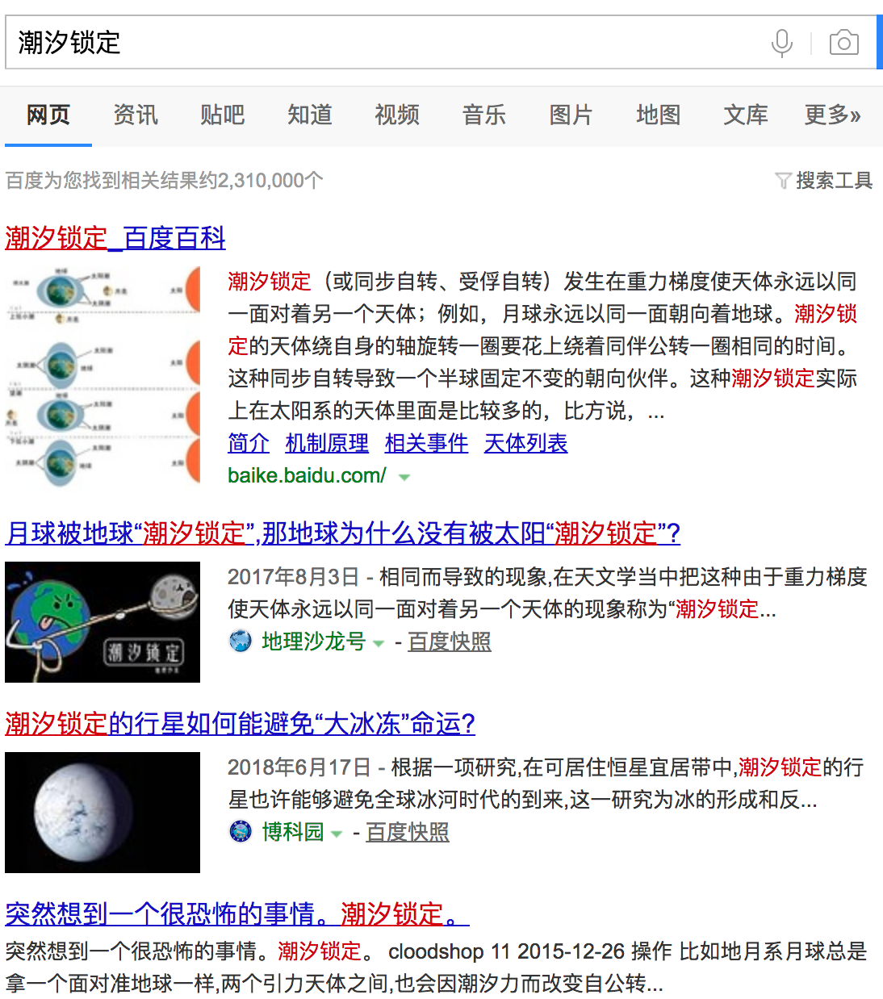 潮汐锁定
网页 资讯 贴吧 知道 视频 音乐 图片 地图 文库 更多»
百度为您找到相关结果约2,310,000个 搜索工具
潮汐锁定_百度百科
潮汐锁定（或同步自转、受俘自转）发生在重力梯度使天体永远以同
一面对着另一个天体；例如，月球永远以同一面朝向着地球。潮汐锁
定的天体绕自身的轴旋转一圈要花上绕着同伴公转一圈相同的时间。
这种同步自转导致一个半球固定不变的朝向伙伴。这种潮汐锁定实际
上在太阳系的天体里面是比较多的，比方说，...
简介 机制原理 相关事件 天体列表
baike.baidu.com/
月球被地球“潮汐锁定”,那地球为什么没有被太阳“潮汐锁定”?
2017年8月3日 - 相同而导致的现象,在天文学当中把这种由于重力梯度
使天体永远以同一面对着另一个天体的现象称为“潮汐锁定...
潮汐锁定
地理沙龙号 - 百度快照
潮汐锁定的行星如何能避免“大冰冻”命运?
2018年6月17日 - 根据一项研究,在可居住恒星宜居带中,潮汐锁定的行
星也许能够避免全球冰河时代的到来,这一研究为冰的形成和反...
博科园 - 百度快照
突然想到一个很恐怖的事情。潮汐锁定。
突然想到一个很恐怖的事情。潮汐锁定。 cloodshop 11 2015-12-26 操作 比如地月系月球总是
拿一个面对准地球一样,两个引力天体之间,也会因潮汐力而改变自公转...